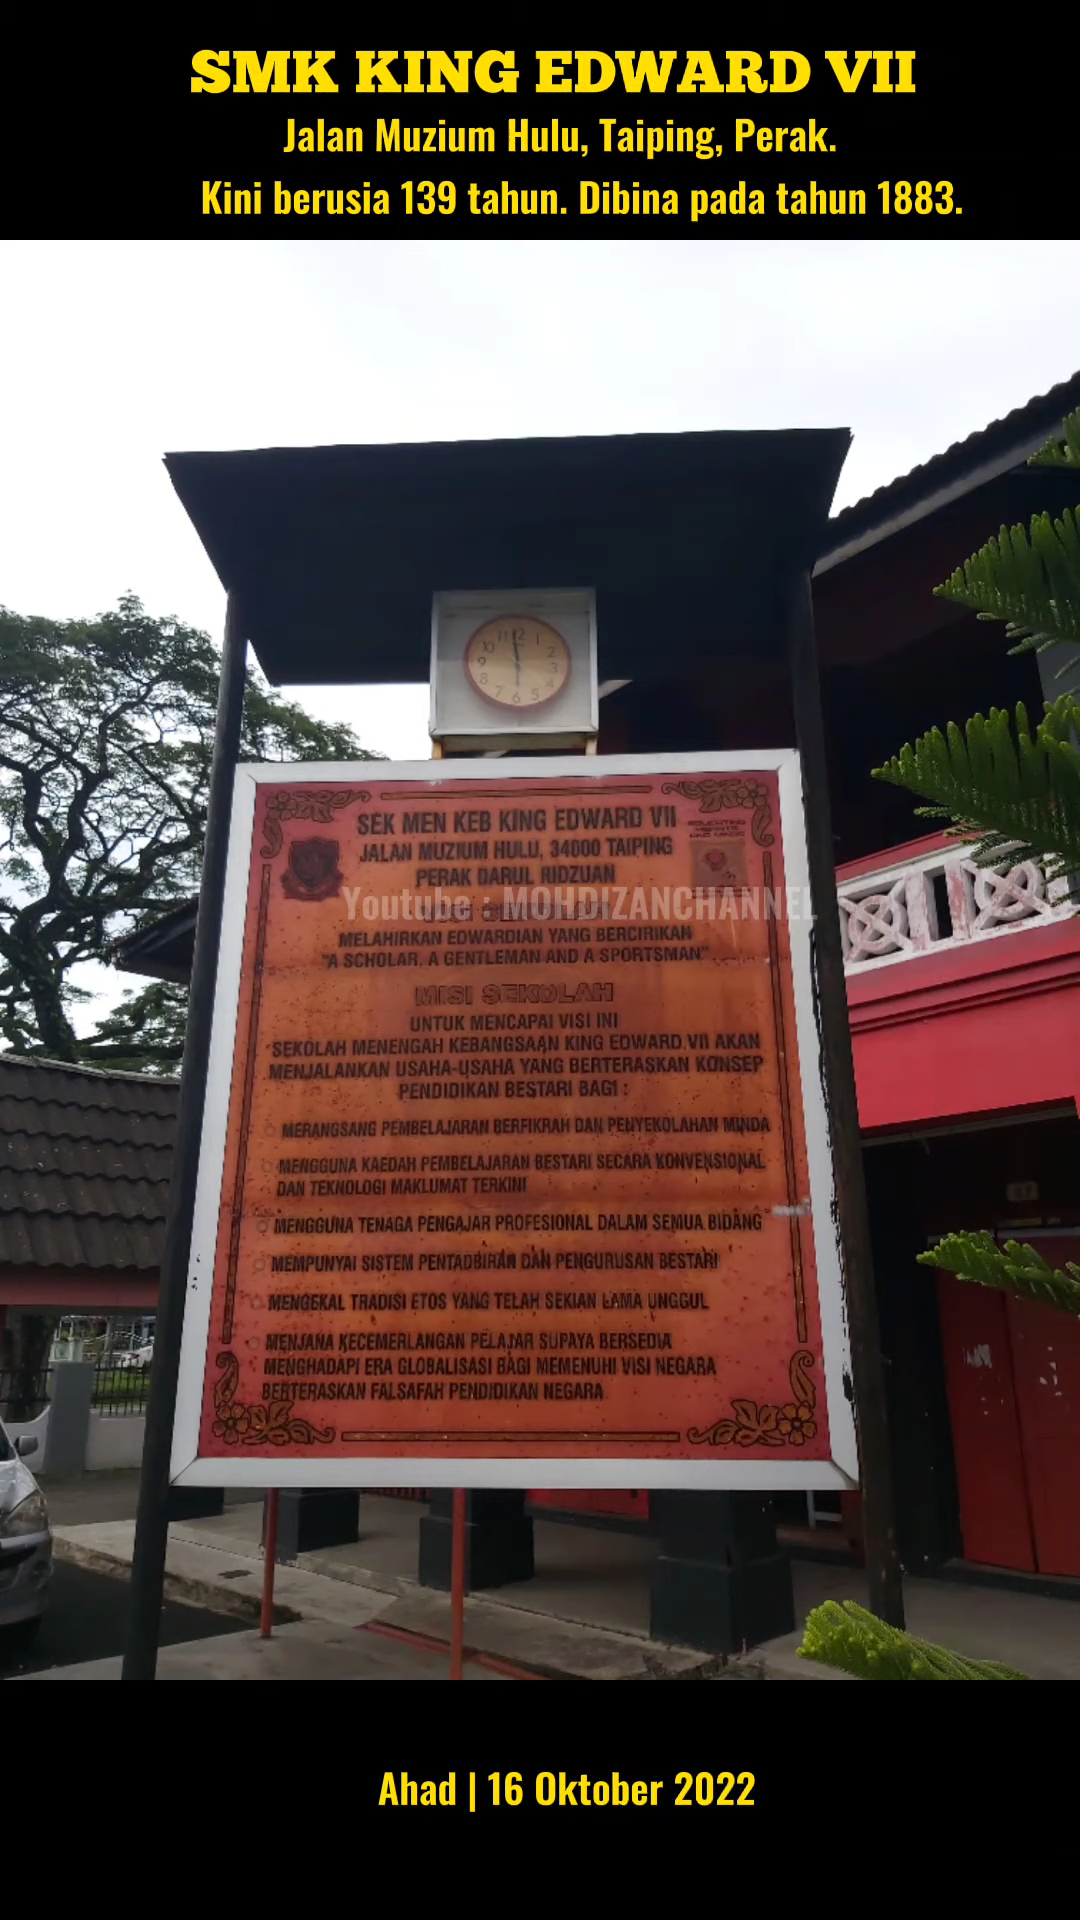 SMK KING EDWARD VII
Jalan Muzium Hulu, Taiping, Perak.
Kini berusia 139 tahun. Dibina pada tahun 1883.
SEK MEN KEB KING EDWARD VII
JALAN MUZIUM HULU, 34000 TAIPING
PERAK DARUL RIDZUAN
Youtube : MOHDIZANCHANNEL
MELAHIRKAN EDWARDIAN YANG BERCIRIKAN
"A SCHOLAR, A GENTLEMAN AND A SPORTSMAN"
MISI SEKOLAH
UNTUK MENCAPAI VISI INI
SEKOLAH MENENGAH KEBANGSAAN KING EDWARD VII AKAN
MENJALANKAN USAHA-USAHA YANG BERTERASKAN KONSEP
PENDIDIKAN BESTARI BAGI :
MERANGSANG PEMBELAJARAN BERFIKRAH DAN PENYEKOLAHAN MINDA
MENGGUNA KAEDAH PEMBELAJARAN BESTARI SECARA KONVENSIONAL
DAN TEKNOLOGI MAKLUMAT TERKINI
MENGGUNA TENAGA PENGAJAR PROFESIONAL DALAM SEMUA BIDANG
MEMPUNYAI SISTEM PENTADBIRAN DAN PENGURUSAN BESTARI
MENGEKAL TRADISI ETOS YANG TELAH SEKIAN LAMA UNGGUL
MENJANA KECEMERLANGAN PELAJAR SUPAYA BERSEDIA
MENGHADAPI ERA GLOBALISASI BAGI MEMENUHI VISI NEGARA
BERTERASKAN FALSAFAH PENDIDIKAN NEGARA
Ahad | 16 Oktober 2022